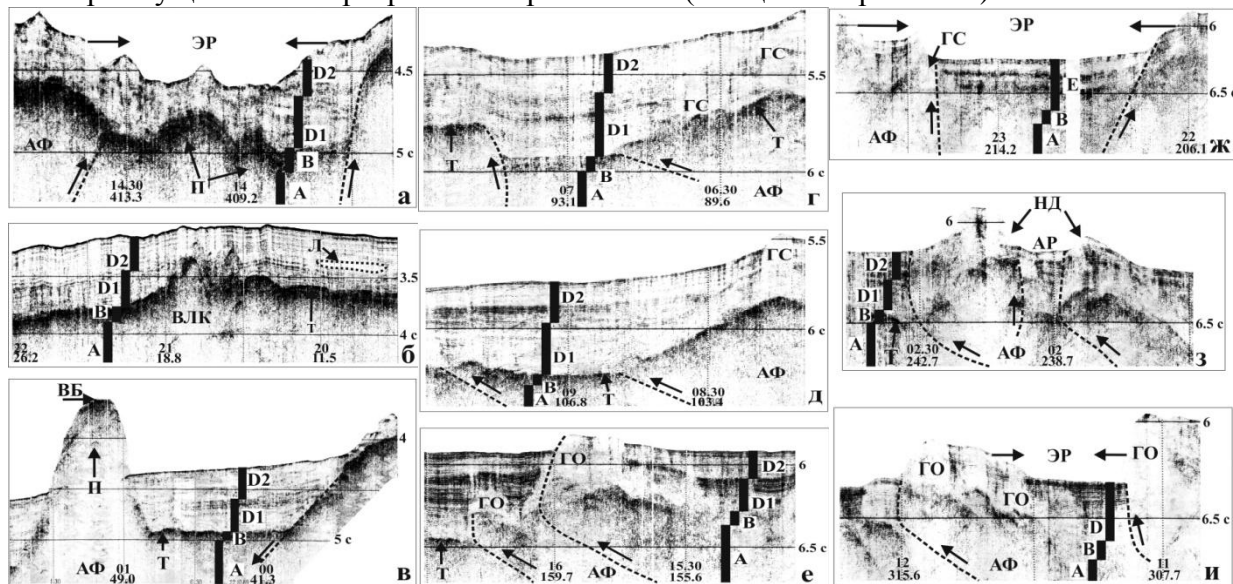 ЭР
4.5
D2
D1
B
A
АФ
П
5 с
14.30
413.3
14
409.2
а
D2
D1
B
A
ВЛК
Л
Т
3.5
4 с
22
26.2
21
18.8
20
11.5
б
ВБ
П
4
D2
D1
B
A
Т
5 с
АФ
01
49.0
00
41.3
в
D2
ГС
5.5
ГС
D1
Т
Т
B
A
6 с
АФ
07
93.1
06.30
89.6
г
5.5
ГС
D2
6 с
D1
АФ
B
A
Т
09
106.8
08.30
103.4
д
ГО
6
D2
D1
ГО
B
A
Т
6.5
АФ
16
159.7
15.30
155.6
е
ЭР
ГС
6
E
6.5
B
A
АФ
23
214.2
22
206.1
Ж
6
НД
АР
D2
D1
B
A
Т
6.5 с
АФ
02.30
242.7
02
238.7
з
6
ЭР
ГО
ГО
6.5
D
B
A
АФ
12
315.6
11
307.7
и